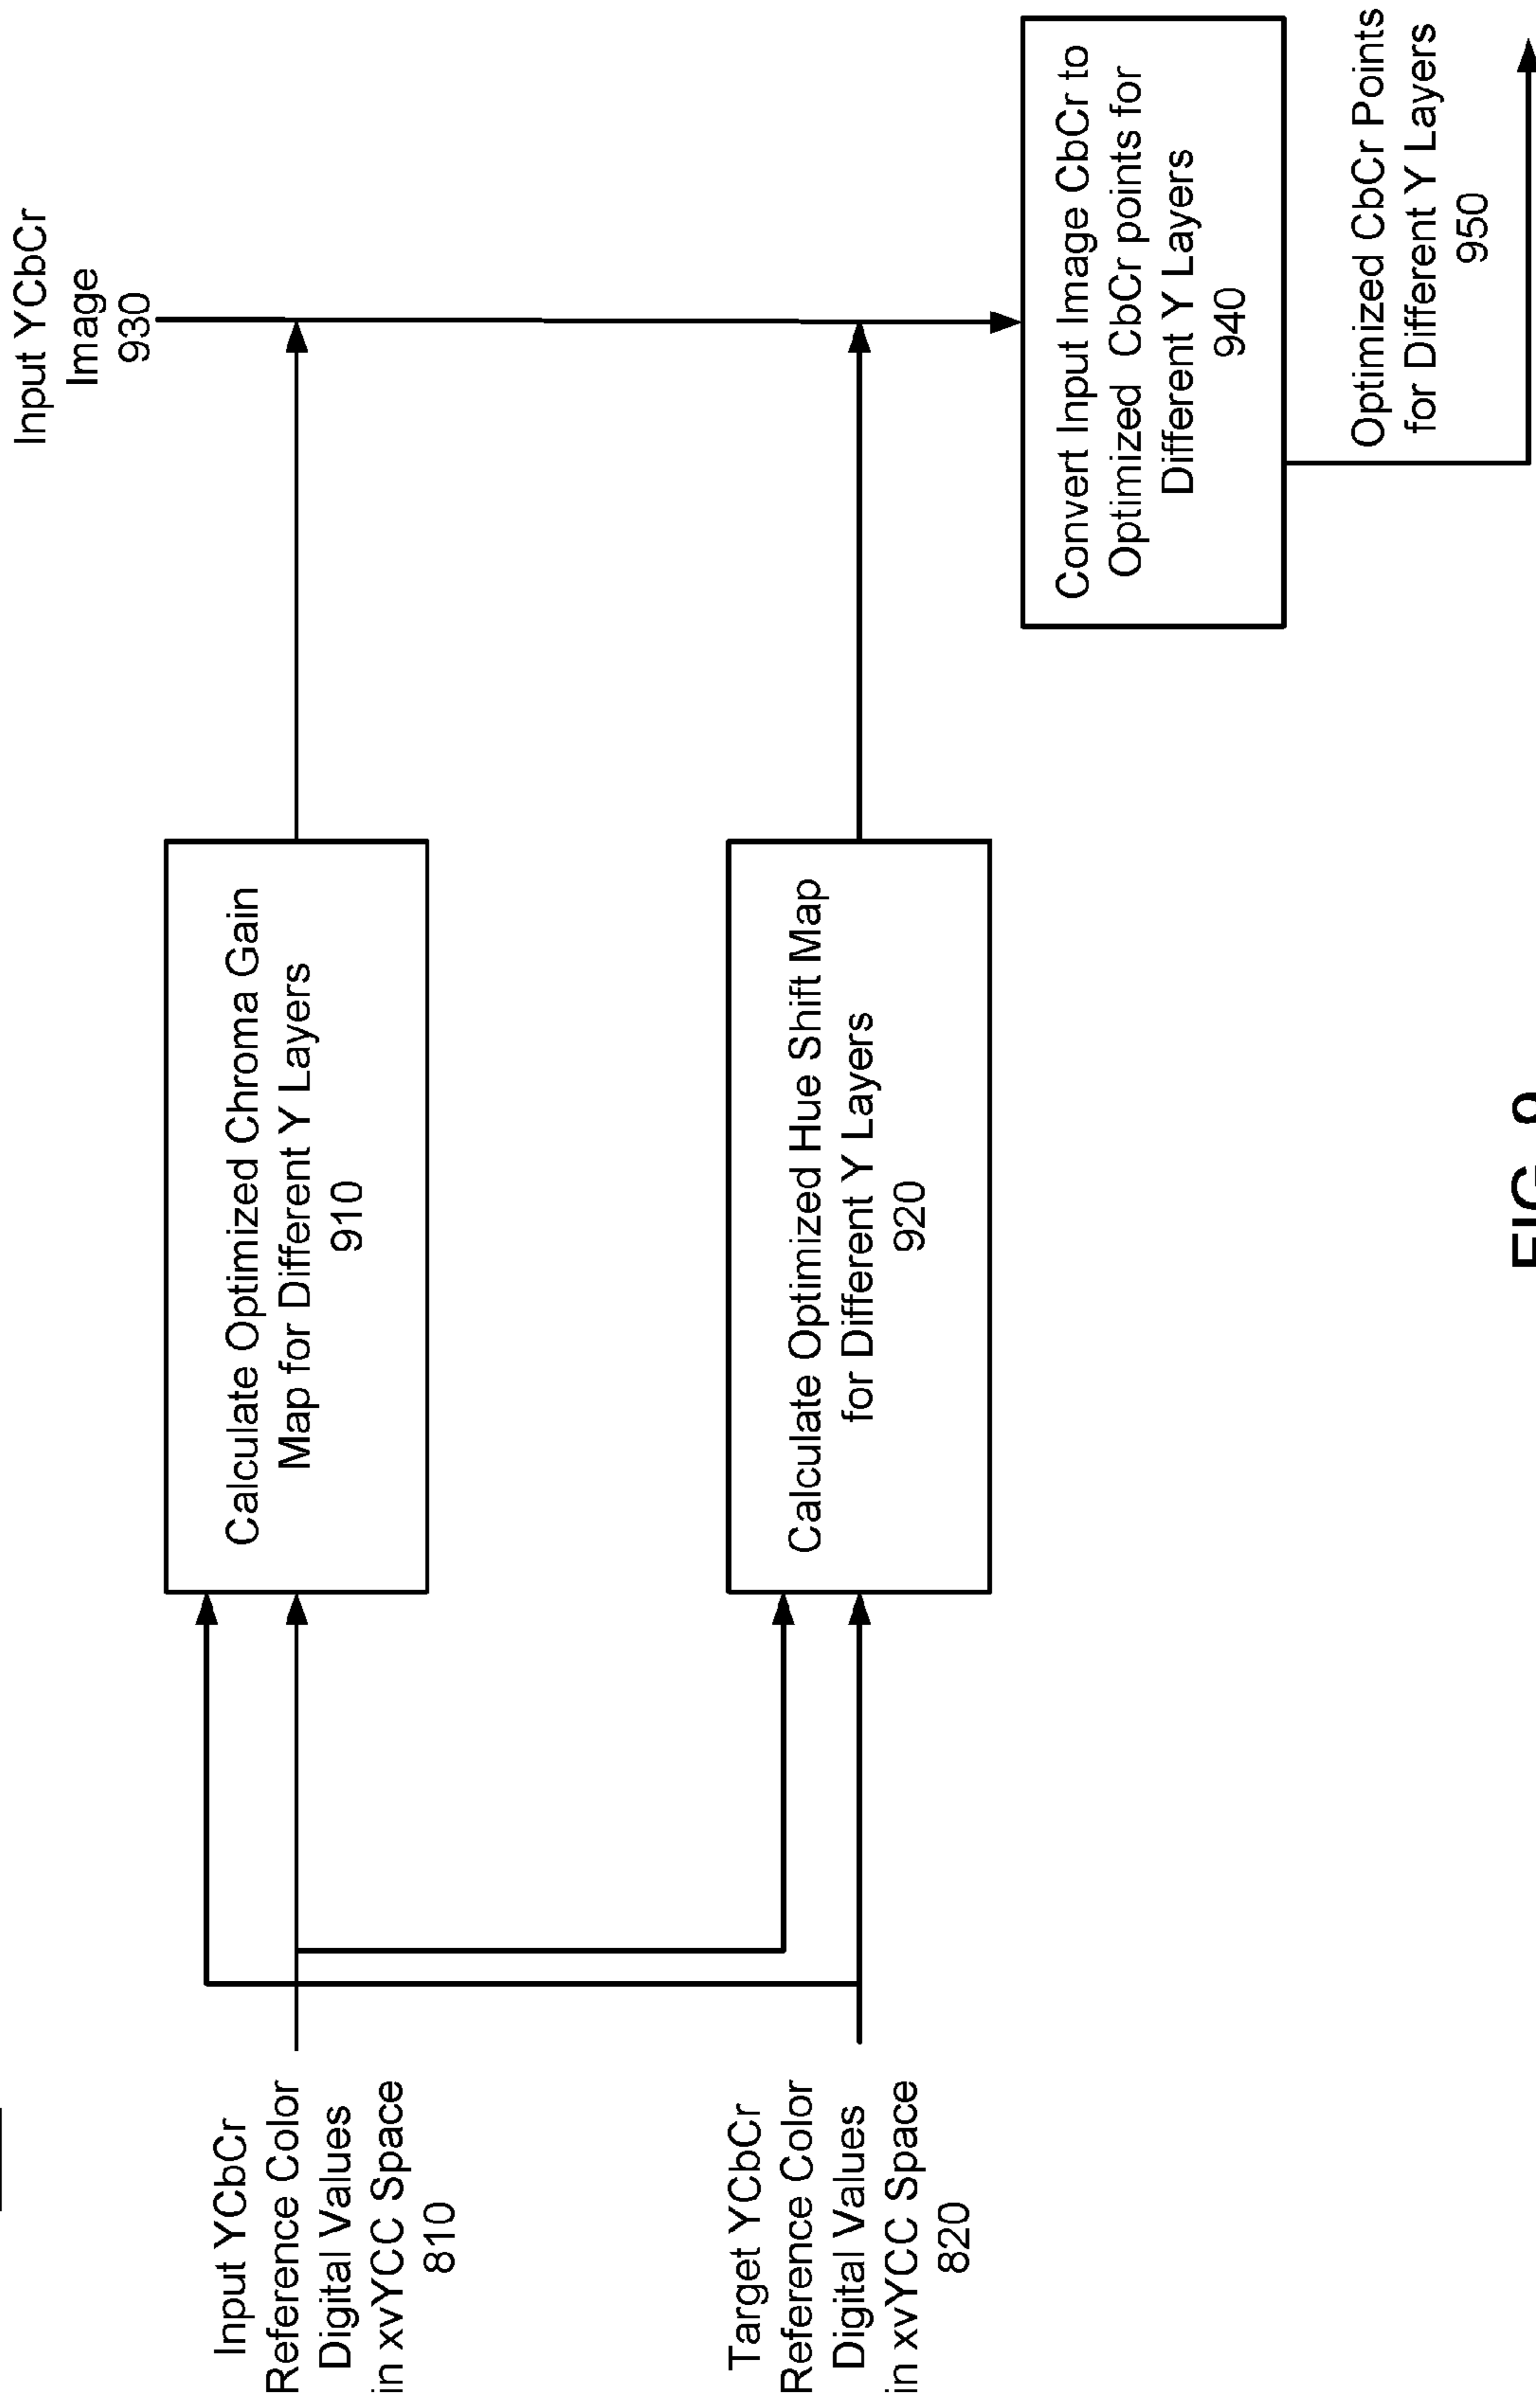 Input YCbCr
Image
930
Input YCbCr
Reference Color
Digital Values
in xvYCC Space
810
Calculate Optimized Chroma Gain
Map for Different Y Layers
910
Target YCbCr
Reference Color
Digital Values
in xvYCC Space
820
Calculate Optimized Hue Shift Map
for Different Y Layers
920
Convert Input Image CbCr to
Optimized CbCr points for
Different Y Layers
940
Optimized CbCr Points
for Different Y Layers
950
FIG